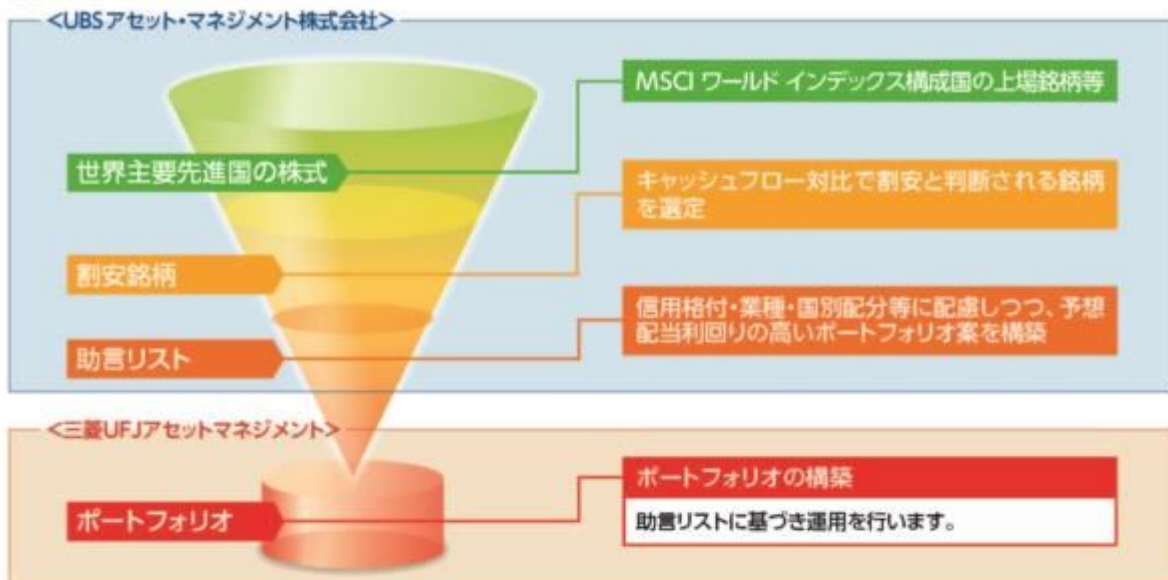 <UBSアセット・マネジメント株式会社>
MSCI ワールド インデックス構成国の上場銘柄等
世界主要先進国の株式
キャッシュフロー対比で割安と判断される銘柄
を選定
割安銘柄
信用格付・業種・国別配分等に配慮しつつ、予想
配当利回りの高いポートフォリオ案を構築
助言リスト
<三菱UFJアセットマネジメント>
ポートフォリオの構築
ポートフォリオ
助言リストに基づき運用を行います。